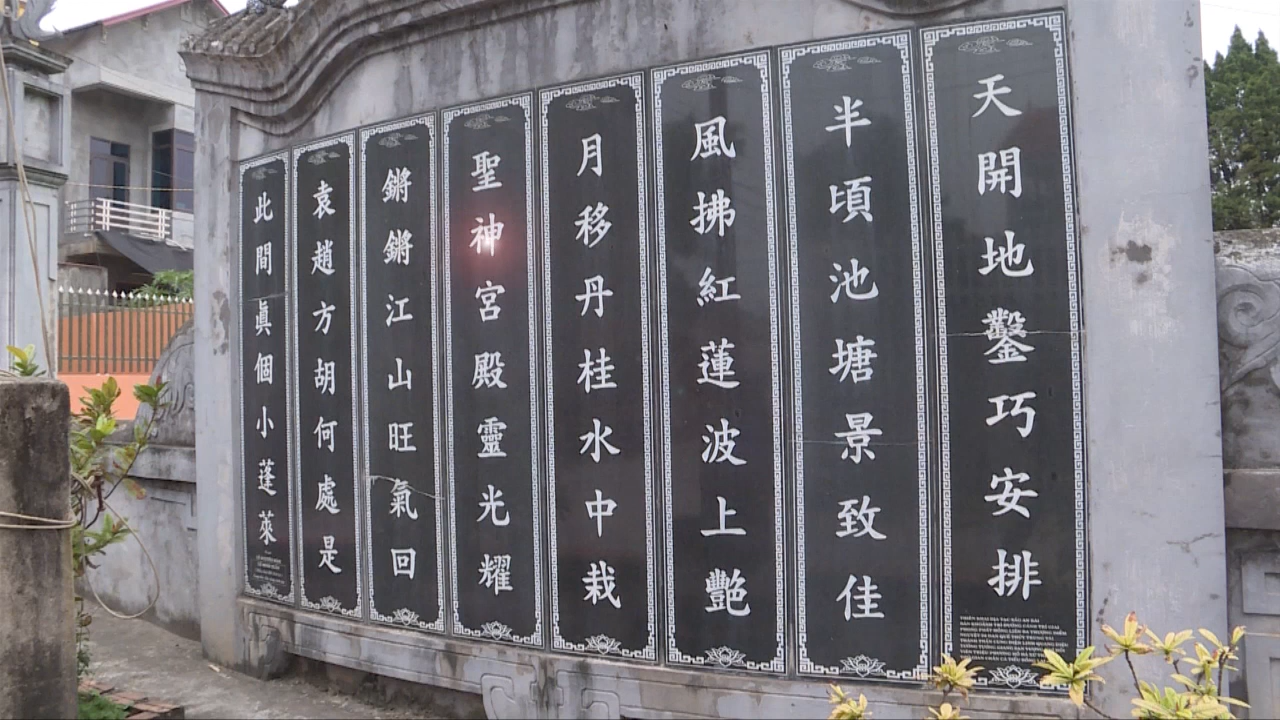 天開地鑿巧安排
半頃池塘景致佳
風拂紅蓮波上艷
月移丹桂水中栽
聖神宮殿靈光耀
鏘鏘江山旺氣回
袁趙方胡何處是
此間真個小蓬萊